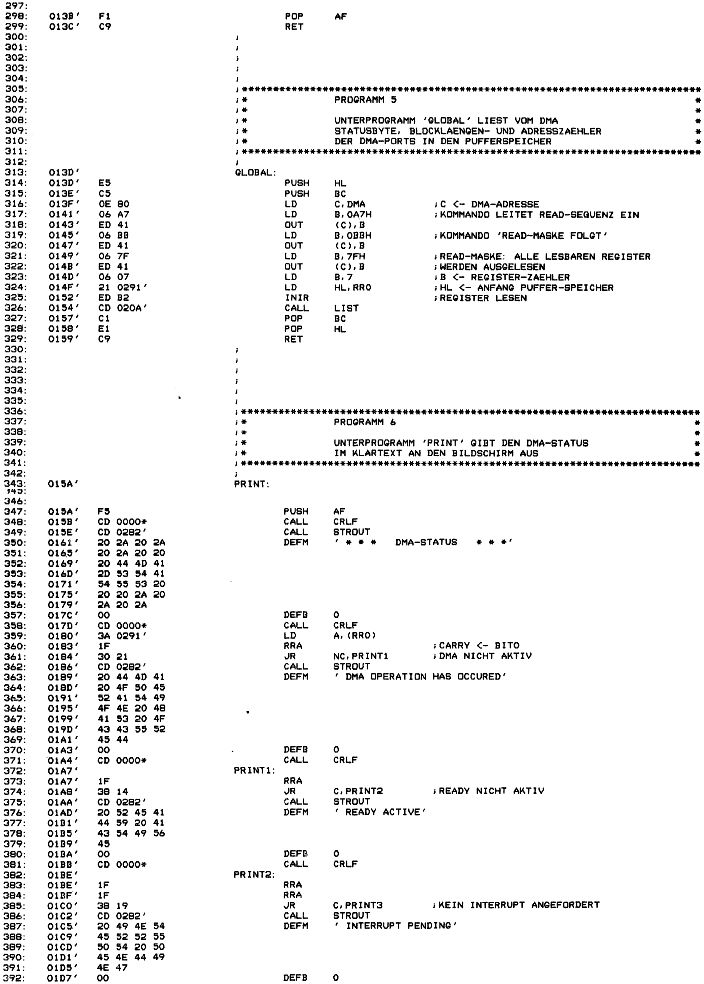 297:
298: 013B' F1 POP AF
299: 013C' C9 RET
300: ;
301: ;
302: ;
303: ;
304: ;
305: ;**********************************************************************
306: ;* PROGRAMM 5 *
307: ;* *
308: ;* UNTERPROGRAMM 'GLOBAL' LIEST VOM DMA *
309: ;* STATUSBYTE, BLOCKLAENGEN- UND ADRESSZAEHLER *
310: ;* DER DMA-PORTS IN DEN PUFFERSPEICHER *
311: ;**********************************************************************
312: ;
313: 013D' GLOBAL:
314: 013D' E5 PUSH HL
315: 013E' C5 PUSH BC
316: 013F' 0E 80 LD C,DMA ;C <- DMA-ADRESSE
317: 0141' 06 A7 LD B,0A7H ;KOMMANDO LEITET READ-SEQUENZ EIN
318: 0143' ED 41 OUT (C),B
319: 0145' 06 BB LD B,0BBH ;KOMMANDO 'READ-MASKE FOLGT'
320: 0147' ED 41 OUT (C),B
321: 0149' 06 7F LD B,7FH ;READ-MASKE: ALLE LESBAREN REGISTER
322: 014B' ED 41 OUT (C),B ;WERDEN AUSGELESEN
323: 014D' 06 07 LD B,7 ;B <- REGISTER-ZAEHLER
324: 014F' 21 0291' LD HL,RR0 ;HL <- ANFANG PUFFER-SPEICHER
325: 0152' ED B2 INIR ;REGISTER LESEN
326: 0154' CD 020A' CALL LIST
327: 0157' C1 POP BC
328: 0158' E1 POP HL
329: 0159' C9 RET
330: ;
331: ;
332: ;
333: ;
334: ;
335: ;
336: ;**********************************************************************
337: ;* PROGRAMM 6 *
338: ;* *
339: ;* UNTERPROGRAMM 'PRINT' GIBT DEN DMA-STATUS *
340: ;* IM KLARTEXT AN DEN BILDSCHIRM AUS *
341: ;**********************************************************************
342: ;
343: 015A' PRINT:
346:
347: 015A' F5 PUSH AF
348: 015B' CD 0000* CALL CRLF
349: 015E' CD 0282' CALL STROUT
350: 0161' 20 2A 20 2A DEFM ' * * * DMA-STATUS * * *'
351: 0165' 20 2A 20 20
352: 0169' 20 44 4D 41
353: 016D' 2D 53 54 41
354: 0171' 54 55 53 20
355: 0175' 20 20 2A 20
356: 0179' 2A 20 2A
357: 017C' 00 DEFB 0
358: 017D' CD 0000* CALL CRLF
359: 0180' 3A 0291' LD A,(RR0)
360: 0183' 1F RRA ;CARRY <- BIT0
361: 0184' 30 21 JR NC,PRINT1 ;DMA NICHT AKTIV
362: 0186' CD 0282' CALL STROUT
363: 0189' 20 44 4D 41 DEFM ' DMA OPERATION HAS OCCURED'
364: 018D' 20 4F 50 45
365: 0191' 52 41 54 49
366: 0195' 4F 4E 20 48
367: 0199' 41 53 20 4F
368: 019D' 43 43 55 52
369: 01A1' 45 44
370: 01A3' 00 DEFB 0
371: 01A4' CD 0000* CALL CRLF
372: 01A7' PRINT1:
373: 01A7' 1F RRA
374: 01A8' 38 14 JR C,PRINT2 ;READY NICHT AKTIV
375: 01AA' CD 0282' CALL STROUT
376: 01AD' 20 52 45 41 DEFM ' READY ACTIVE'
377: 01B1' 44 59 20 41
378: 01B5' 43 54 49 56
379: 01B9' 45
380: 01BA' 00 DEFB 0
381: 01BB' CD 0000* CALL CRLF
382: 01BE' PRINT2:
383: 01BE' 1F RRA
384: 01BF' 1F RRA
385: 01C0' 38 19 JR C,PRINT3 ;KEIN INTERRUPT ANGEFORDERT
386: 01C2' CD 0282' CALL STROUT
387: 01C5' 20 49 4E 54 DEFM ' INTERRUPT PENDING'
388: 01C9' 45 52 52 55
389: 01CD' 50 54 20 50
390: 01D1' 45 4E 44 49
391: 01D5' 4E 47
392: 01D7' 00 DEFB 0